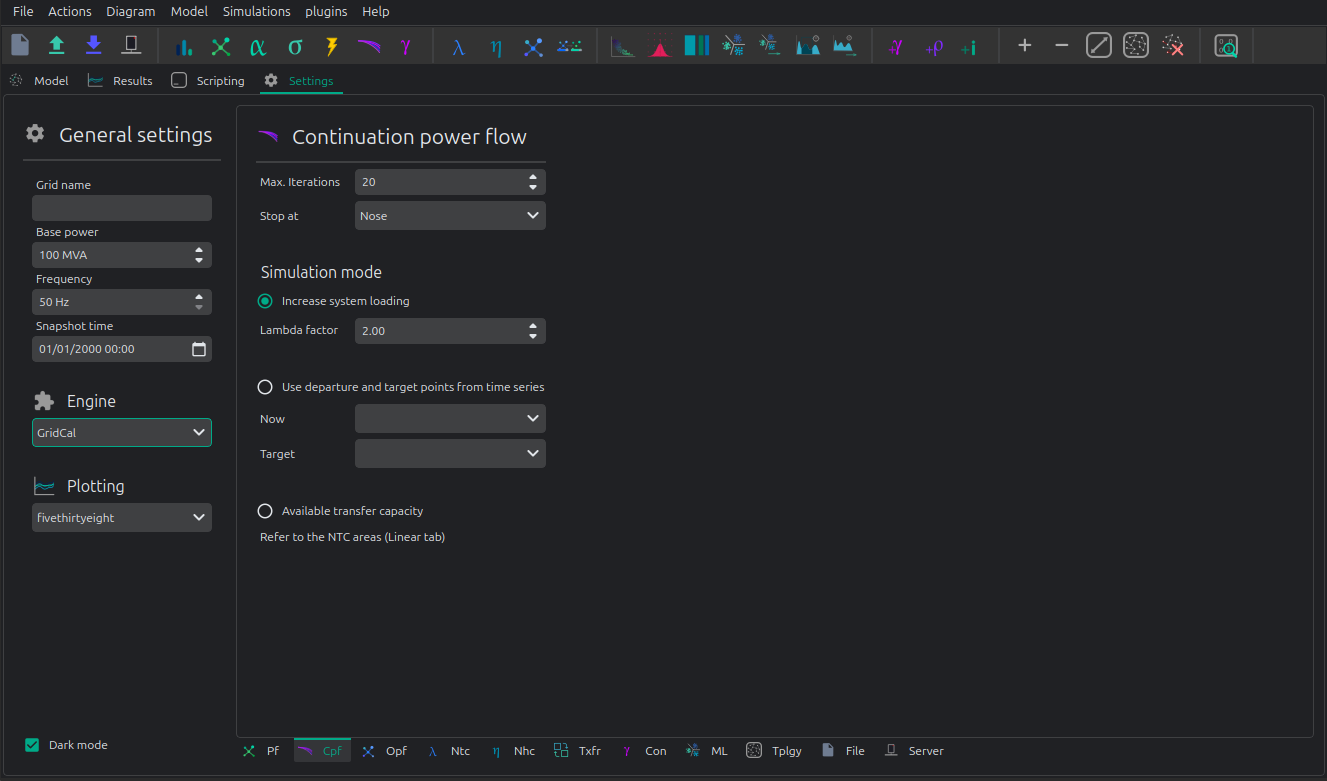 File Actions Diagram Model Simulations plugins Help
α σ γ λ η +γ +ρ +i
Model Results Scripting Settings
General settings
Grid name
Base power
100 MVA
Frequency
50 Hz
Snapshot time
01/01/2000 00:00
Engine
GridCal
Plotting
fivethirtyeight
Dark mode
Continuation power flow
Max. Iterations 20
Stop at Nose
Simulation mode
Increase system loading
Lambda factor 2.00
Use departure and target points from time series
Now
Target
Available transfer capacity
Refer to the NTC areas (Linear tab)
Pf Cpf Opf λ Ntc η Nhc Txfr γ Con ML Tplgy File Server